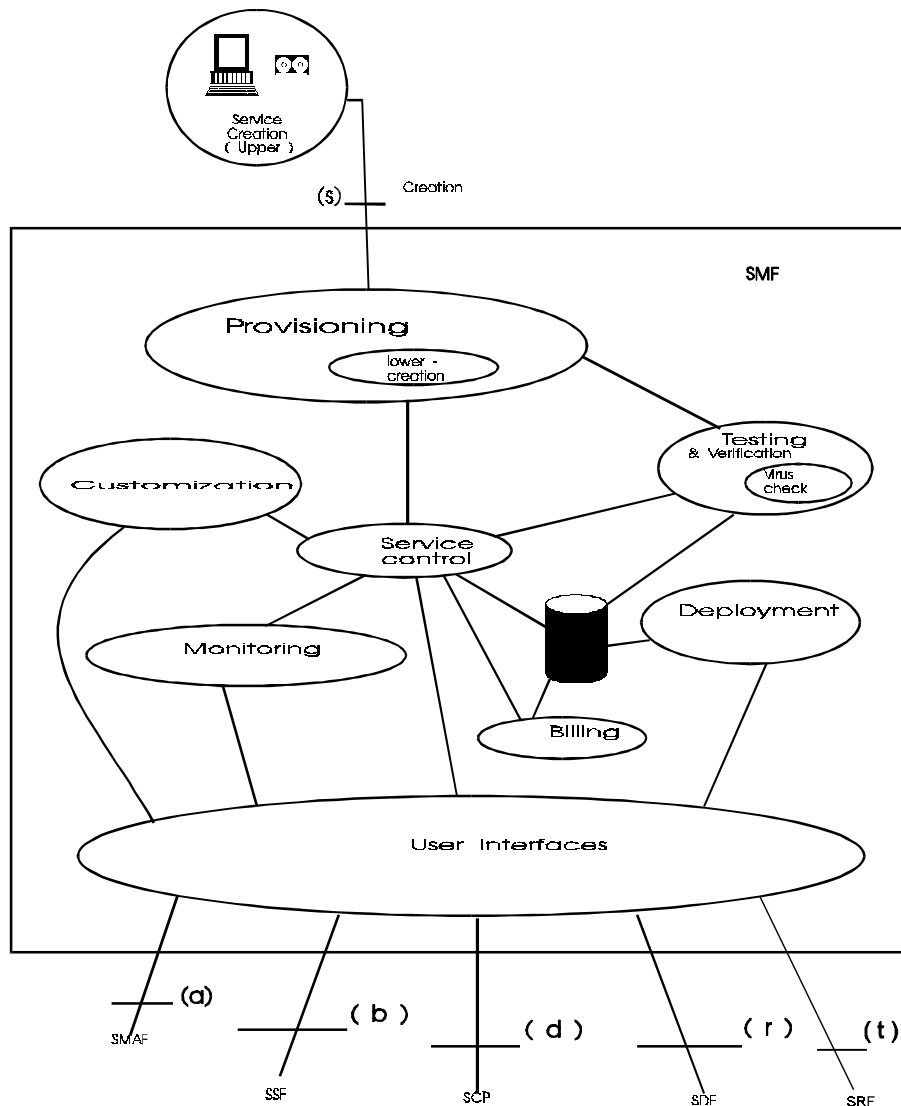 Service
Creation
( Upper )
(s)
Creation
SMF
Provisioning
lower -
creation
Testing
& Verification
Virus
check
Customization
Service
control
Deployment
Monitoring
Billing
User Interfaces
(a)
( b )
( d )
( r )
( t )
SMAF
SSF
SCP
SDF
SRF